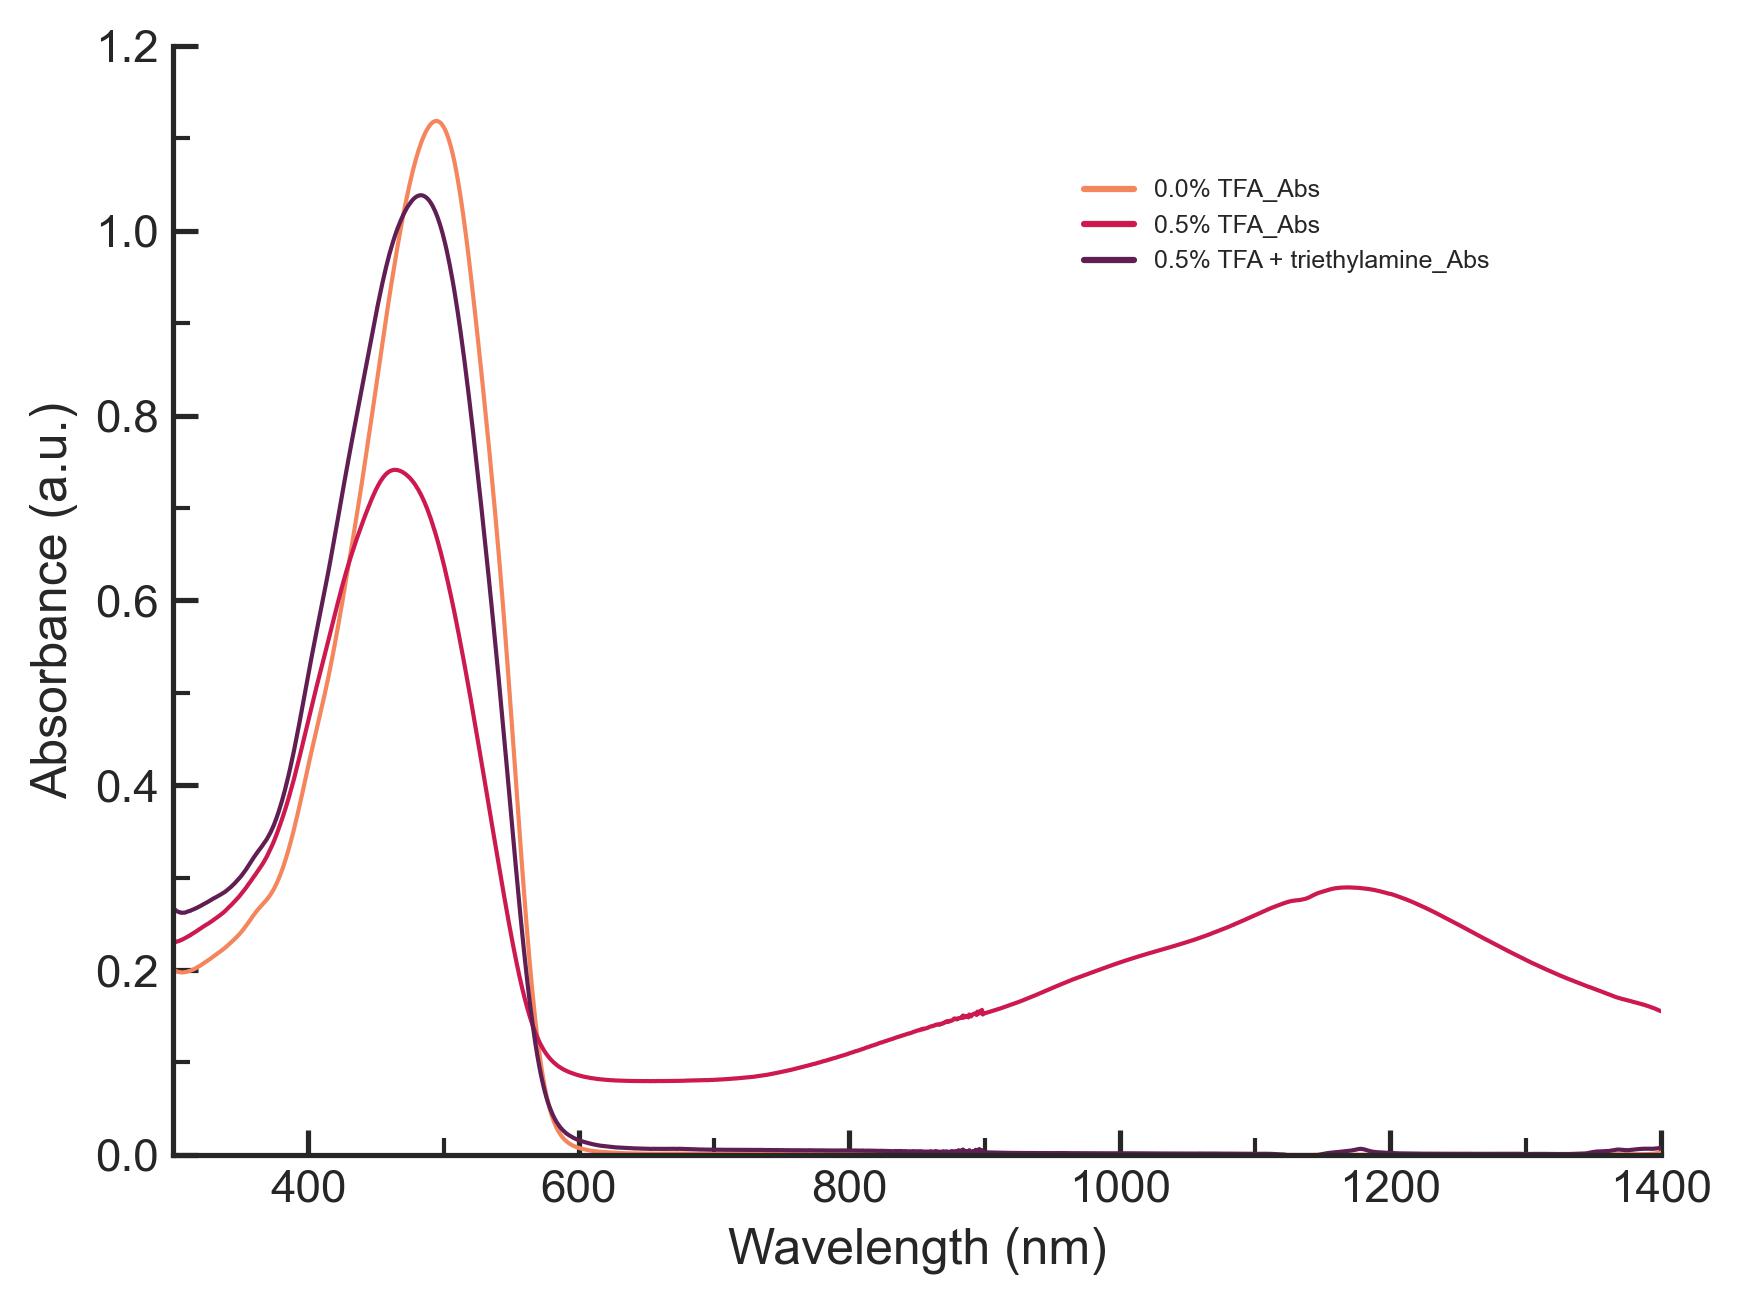 1.2
1.0
0.8
0.6
0.4
0.2
0.0
Absorbance (a.u.)
0.0% TFA_Abs
0.5% TFA_Abs
0.5% TFA + triethylamine_Abs
400 600 800 1000 1200 1400
Wavelength (nm)